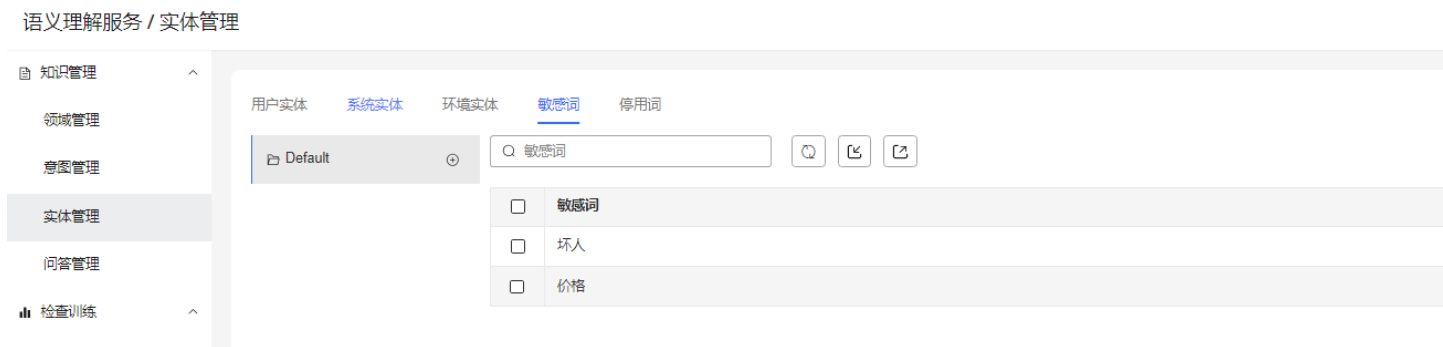 语义理解服务 / 实体管理
知识管理
领域管理
意图管理
实体管理
问答管理
检查训练
用户实体 系统实体 环境实体 敏感词 停用词
Default
敏感词
敏感词
坏人
价格